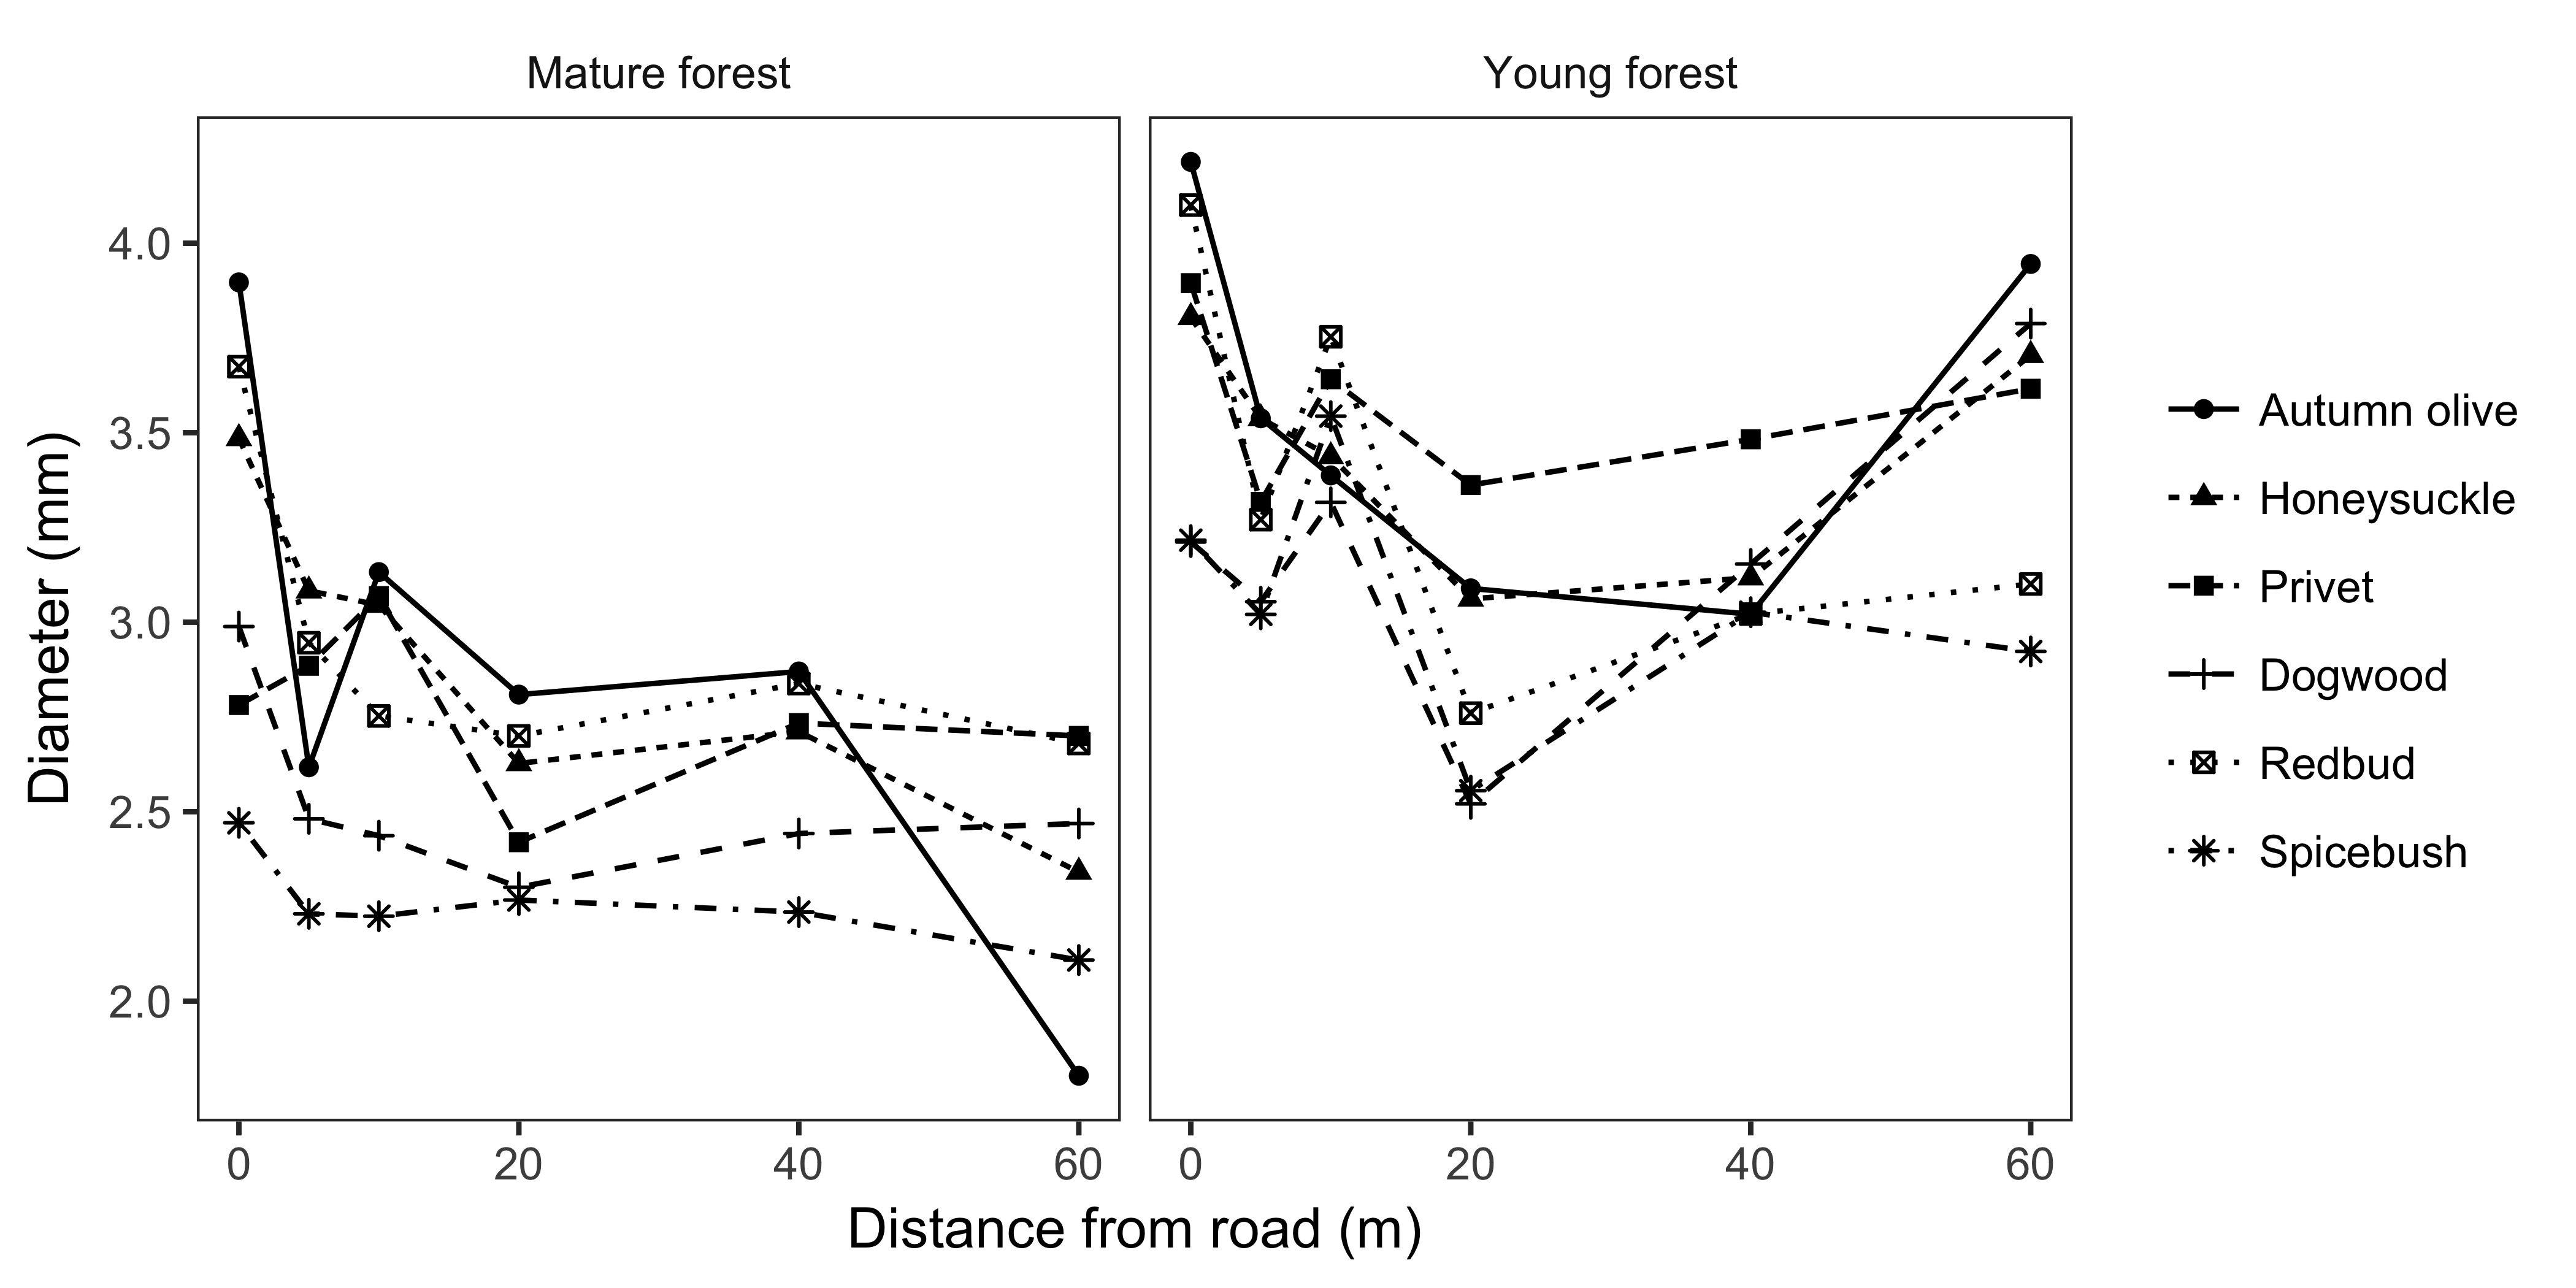 Mature forest
Young forest
Diameter (mm)
4.0
3.5
3.0
2.5
2.0
0
20
40
60
0
20
40
60
Distance from road (m)
Autumn olive
Honeysuckle
Privet
Dogwood
Redbud
Spicebush